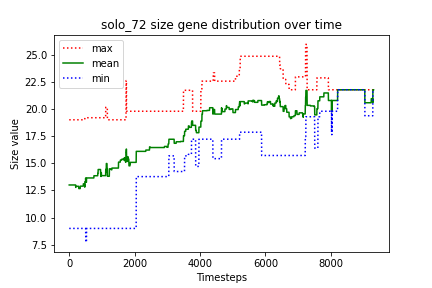 solo_72 size gene distribution over time
max
mean
min
Size value
25.0
22.5
20.0
17.5
15.0
12.5
10.0
7.5
0 2000 4000 6000 8000
Timesteps